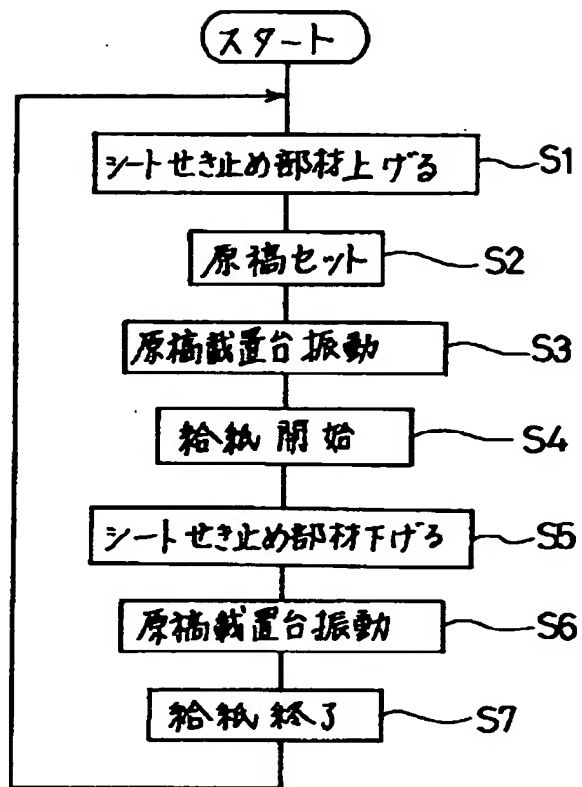 スタート
シートせき止め部材上げる S1
原稿セット S2
原稿載置台振動 S3
給紙開始 S4
シートせき止め部材下げる S5
原稿載置台振動 S6
給紙終了 S7